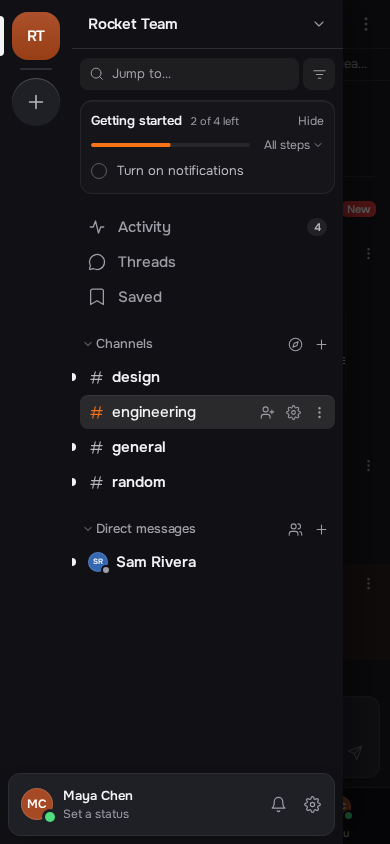 RT
Rocket Team
Jump to...
Getting started 2 of 4 left Hide
All steps
Turn on notifications
New
Activity 4
Threads
Saved
Channels
# design
# engineering
# general
# random
Direct messages
SR Sam Rivera
MC Maya Chen
Set a status